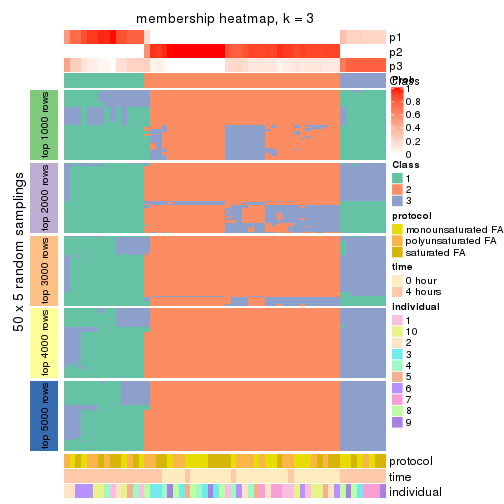 membership heatmap, k = 3
p1
p2
p3
Class
Prob
1
0.8
0.6
0.4
0.2
0
Class
1
2
3
protocol
monounsaturated FA
polyunsaturated FA
saturated FA
time
0 hour
4 hours
individual
1
10
2
3
4
5
6
7
8
9
50 x 5 random samplings
top 1000 rows
top 2000 rows
top 3000 rows
top 4000 rows
top 5000 rows
protocol
time
individual